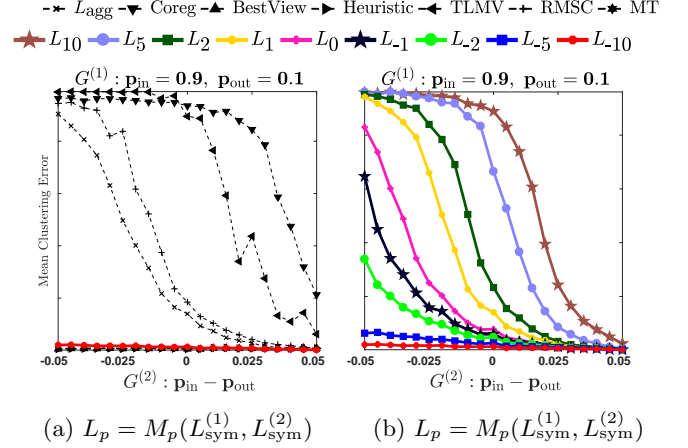 L_agg Coreg BestView Heuristic TLMV RMSC MT
L_10 L_5 L_2 L_1 L_0 L_-1 L_-2 L_-5 L_-10
G^(1) : p_in = 0.9, p_out = 0.1
Mean Clustering Error
-0.05 -0.025 0 0.025 0.05
G^(2) : p_in − p_out
(a) L_p = M_p(L_sym^(1), L_sym^(2))
G^(1) : p_in = 0.9, p_out = 0.1
-0.05 -0.025 0 0.025 0.05
G^(2) : p_in − p_out
(b) L_p = M_p(L_sym^(1), L_sym^(2))